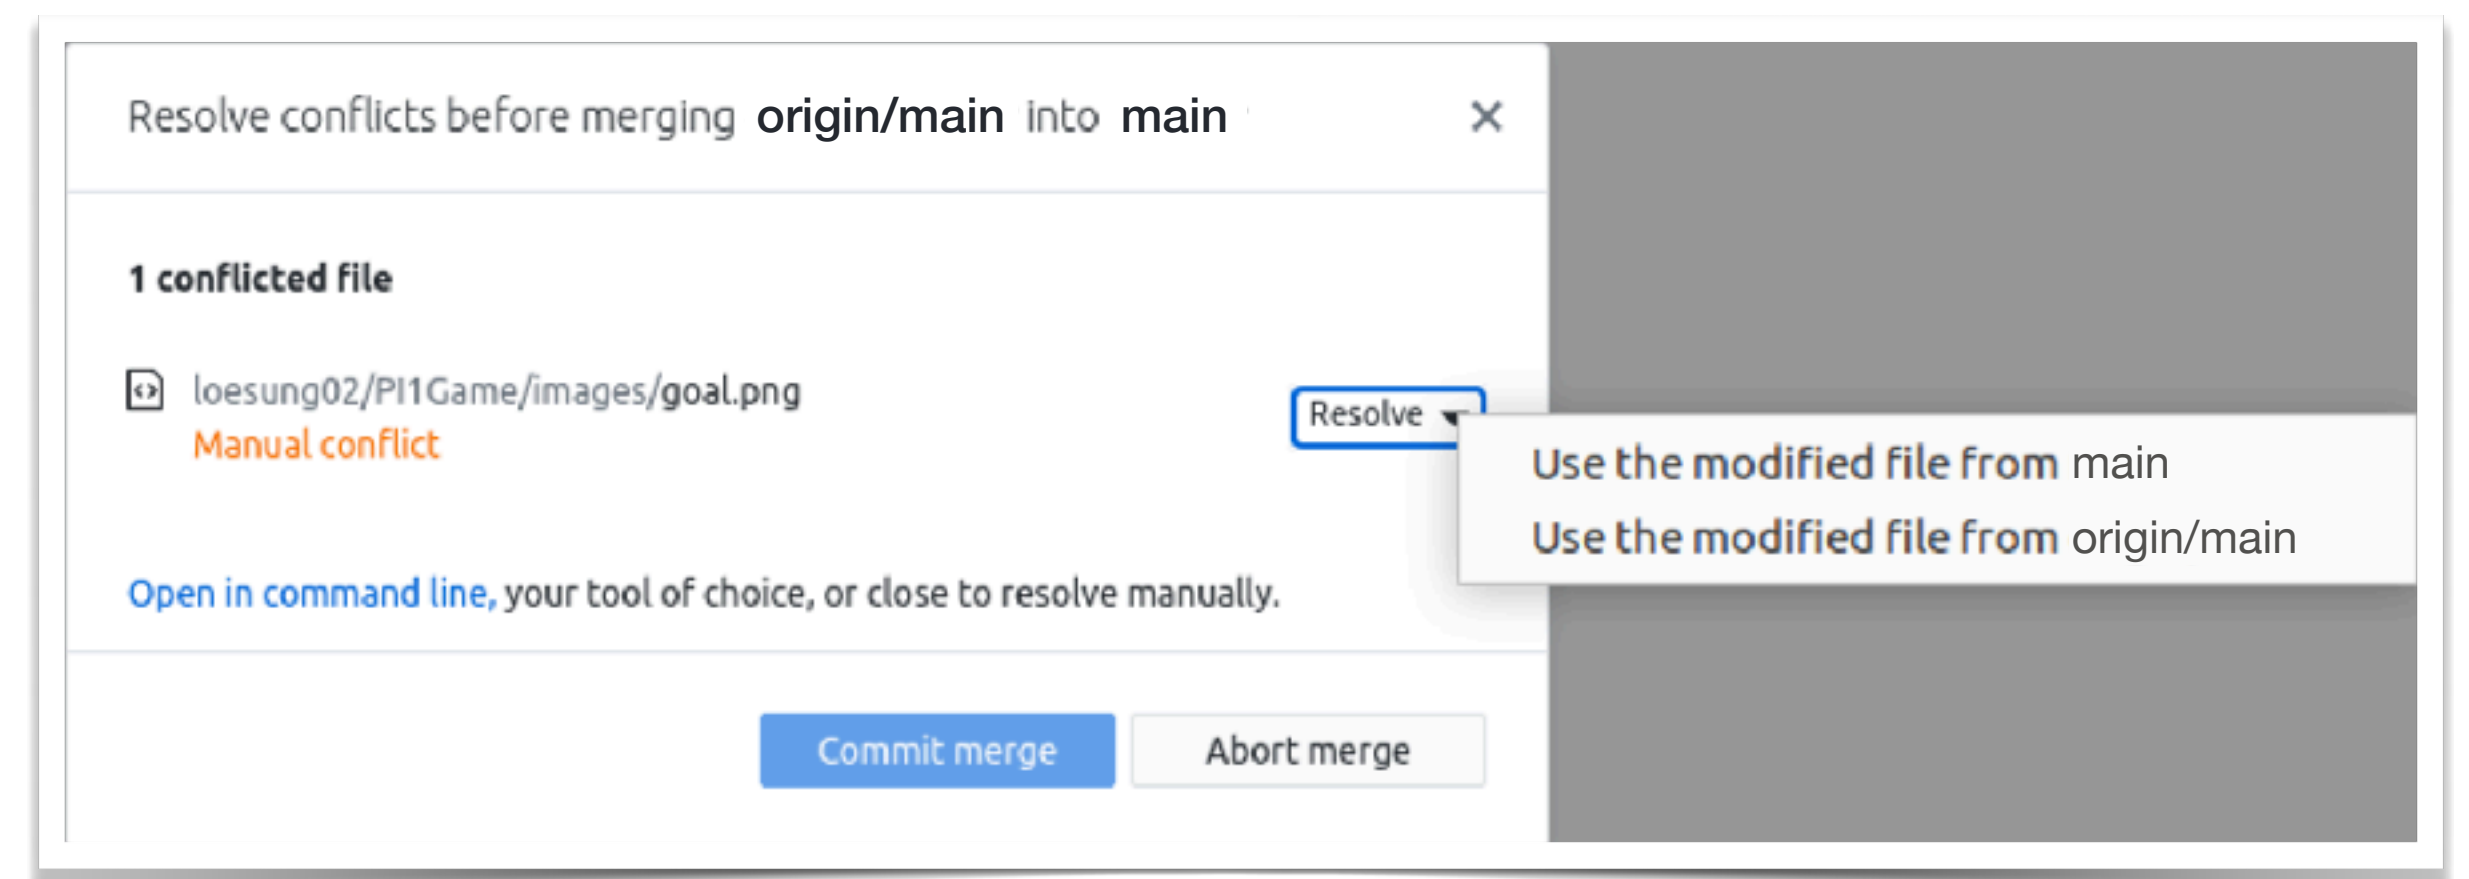 Resolve conflicts before merging origin/main into main
1 conflicted file
loesung02/PI1Game/images/goal.png
Manual conflict
Resolve
Use the modified file from main
Use the modified file from origin/main
Open in command line, your tool of choice, or close to resolve manually.
Commit merge
Abort merge